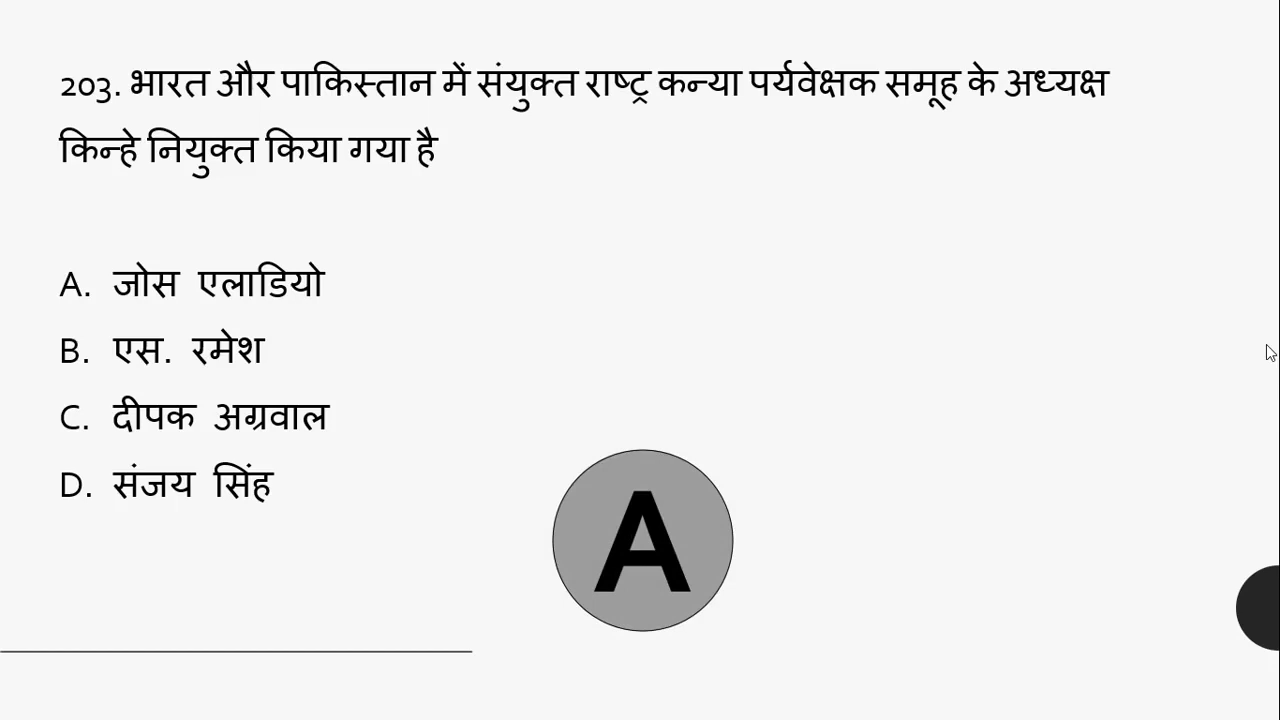 203. भारत और पाकिस्तान में संयुक्त राष्ट्र कन्या पर्यवेक्षक समूह के अध्यक्ष
किन्हे नियुक्त किया गया है
A. जोस एलाडियो
B. एस. रमेश
C. दीपक अग्रवाल
D. संजय सिंह
A